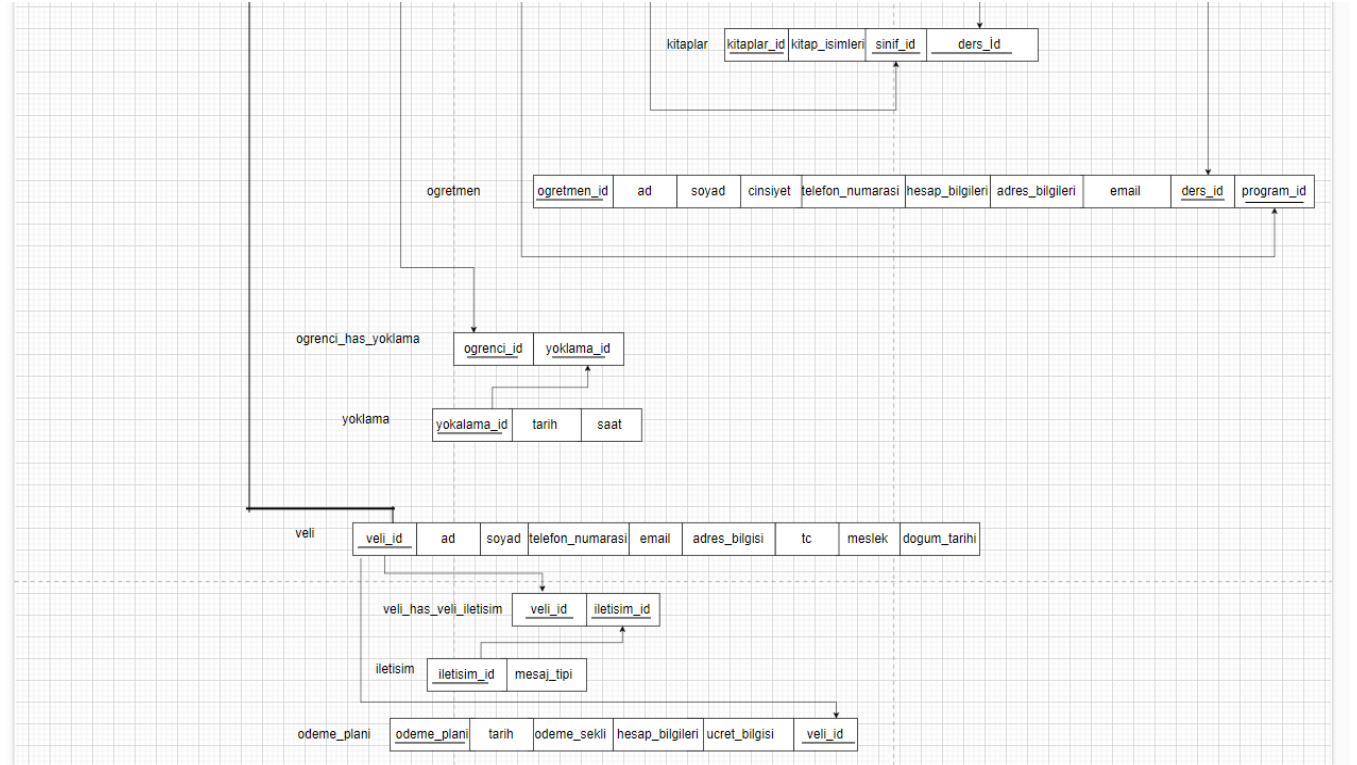 kitaplar kitaplar_id kitap_isimleri sinif_id ders_İd
ogretmen ogretmen_id ad soyad cinsiyet telefon_numarasi hesap_bilgileri adres_bilgileri email ders_id program_id
ogrenci_has_yoklama ogrenci_id yoklama_id
yoklama yokalama_id tarih saat
veli veli_id ad soyad telefon_numarasi email adres_bilgisi tc meslek dogum_tarihi
veli_has_veli_iletisim veli_id iletisim_id
iletisim iletisim_id mesaj_tipi
odeme_plani odeme_plani tarih odeme_sekli hesap_bilgileri ucret_bilgisi veli_id